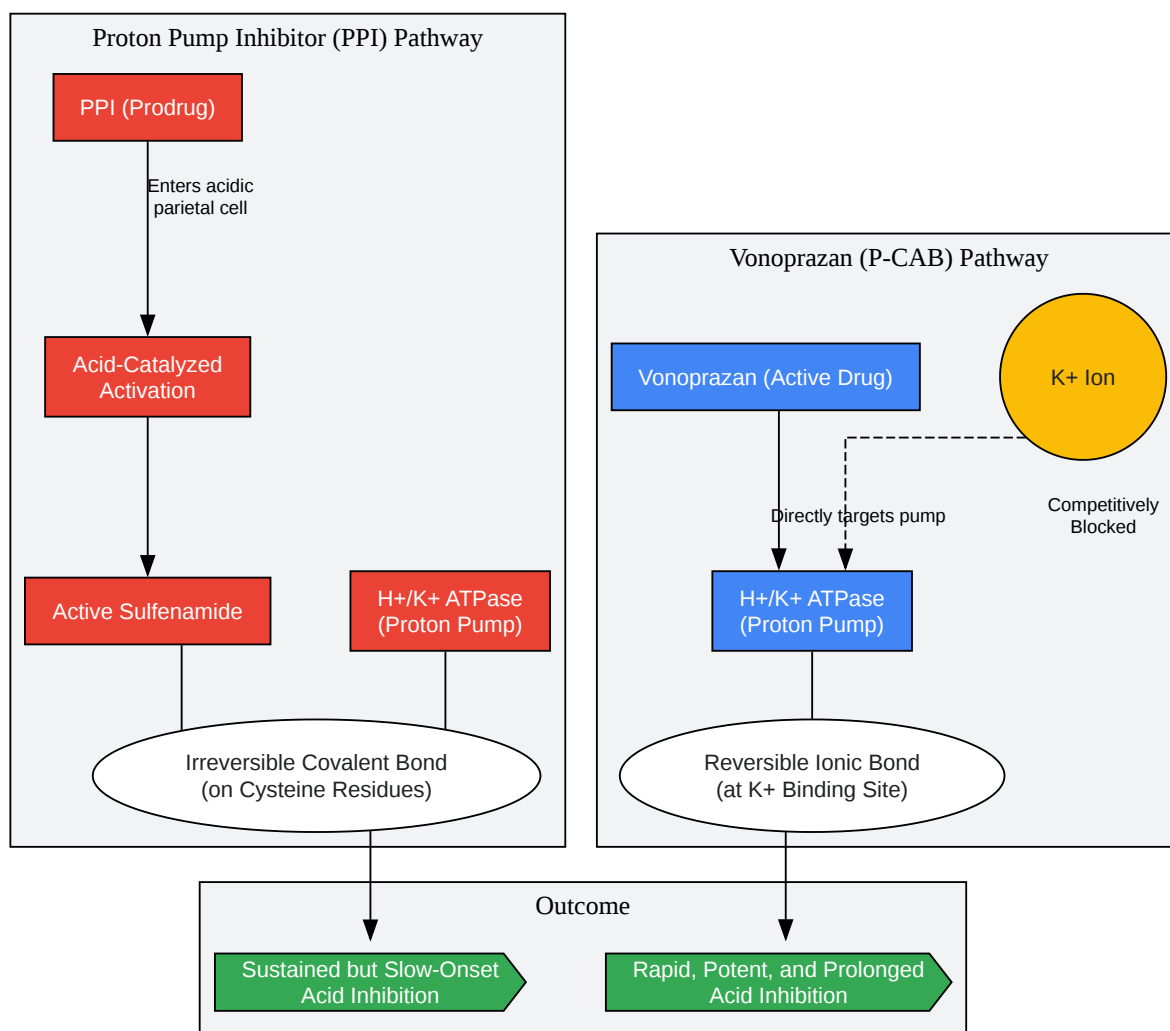 Proton Pump Inhibitor (PPI) Pathway
PPI (Prodrug)
Enters acidic
parietal cell
Acid-Catalyzed
Activation
Active Sulfenamide
H+/K+ ATPase
(Proton Pump)
Irreversible Covalent Bond
(on Cysteine Residues)
Vonoprazan (P-CAB) Pathway
Vonoprazan (Active Drug)
K+ Ion
Directly targets pump
Competitively
Blocked
H+/K+ ATPase
(Proton Pump)
Reversible Ionic Bond
(at K+ Binding Site)
Outcome
Sustained but Slow-Onset
Acid Inhibition
Rapid, Potent, and Prolonged
Acid Inhibition